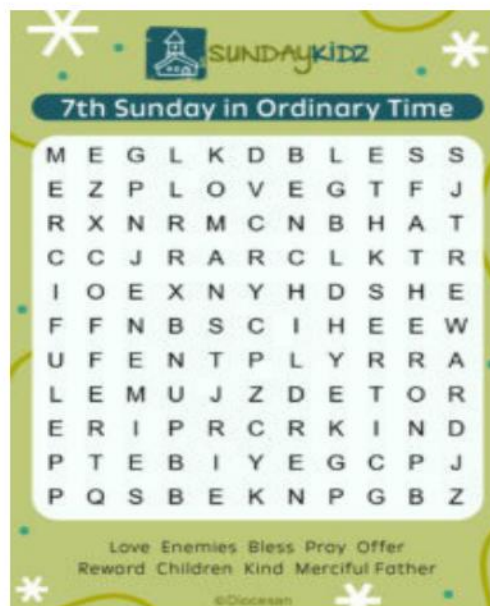 SUNDAYKIDZ
7th Sunday in Ordinary Time
M E G L K D B L E S S
E Z P L O V E G T F J
R X N R M C N B H A T
C C J R A R C L K T R
I O E X N Y H D S H E
F F N B S C I H E E W
U F E N T P L Y R R A
L E M U J Z D E T O R
E R I P R C R K I N D
P T E B I Y E G C P J
P Q S B E K N P G B Z
Love Enemies Bless Pray Offer
Reward Children Kind Merciful Father
©Diocesan